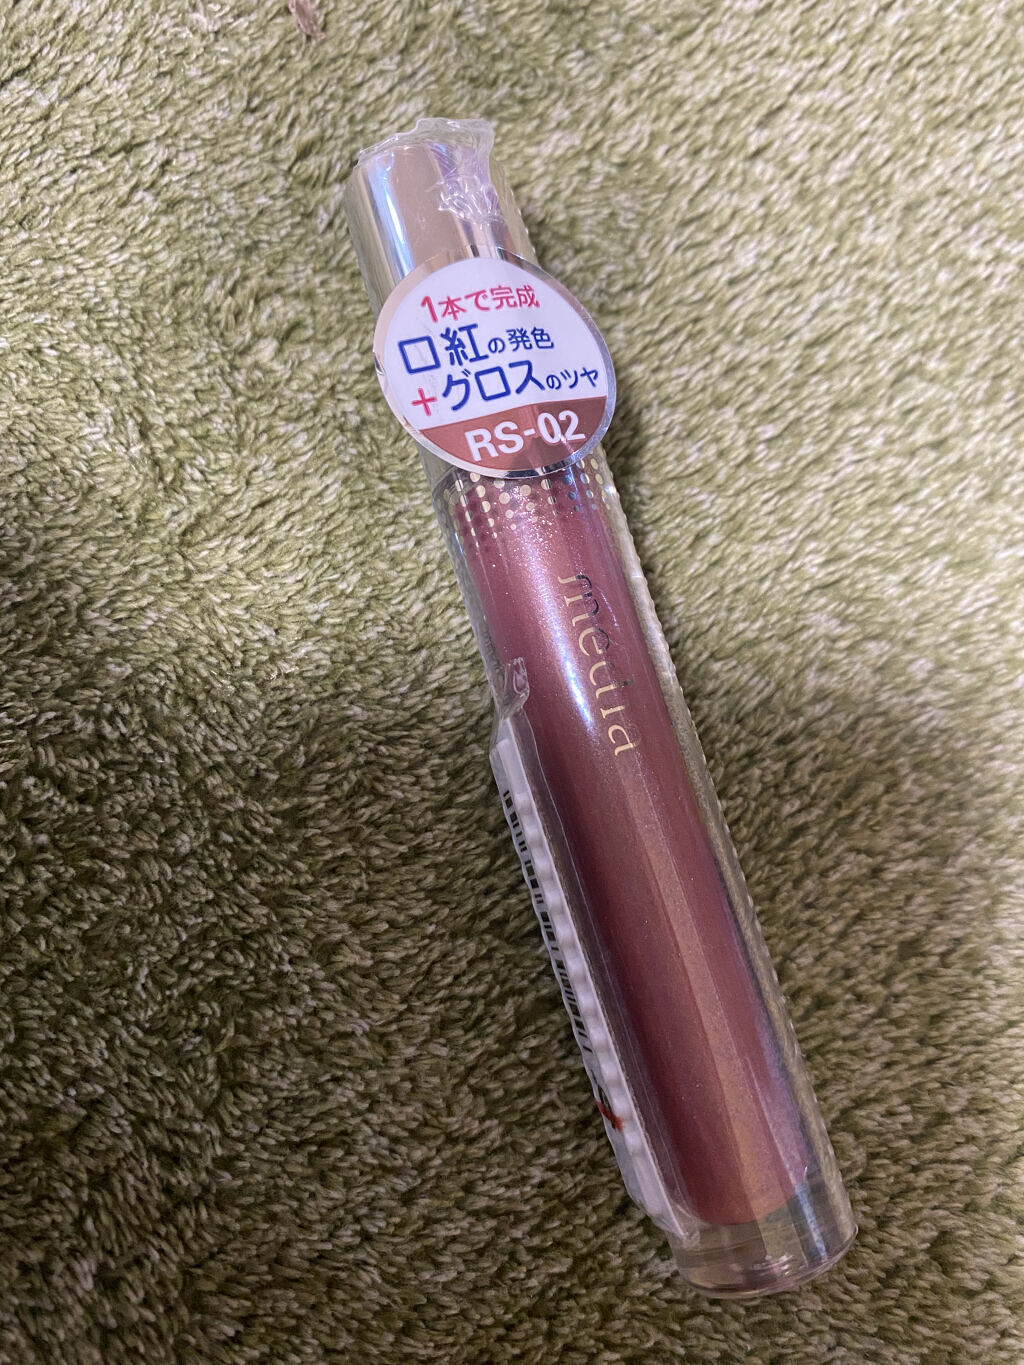 1本で完成
口紅の発色
+グロスのツヤ
RS-02
media